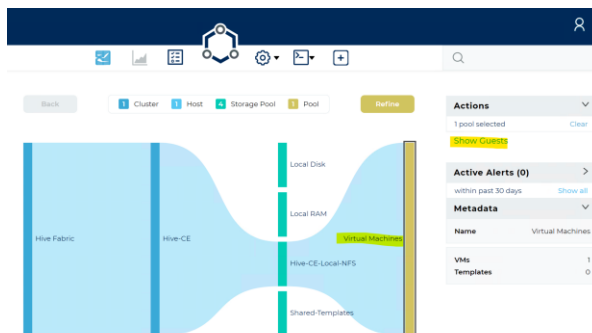 Back
1 Cluster
1 Host
4 Storage Pool
1 Pool
Refine
Hive Fabric
Hive-CE
Local Disk
Local RAM
Virtual Machines
Hive-CE-Local-NFS
Shared-Templates
Actions
1 pool selected Clear
Show Guests
Active Alerts (0)
within past 30 days Show all
Metadata
Name Virtual Machines
VMs 1
Templates 0